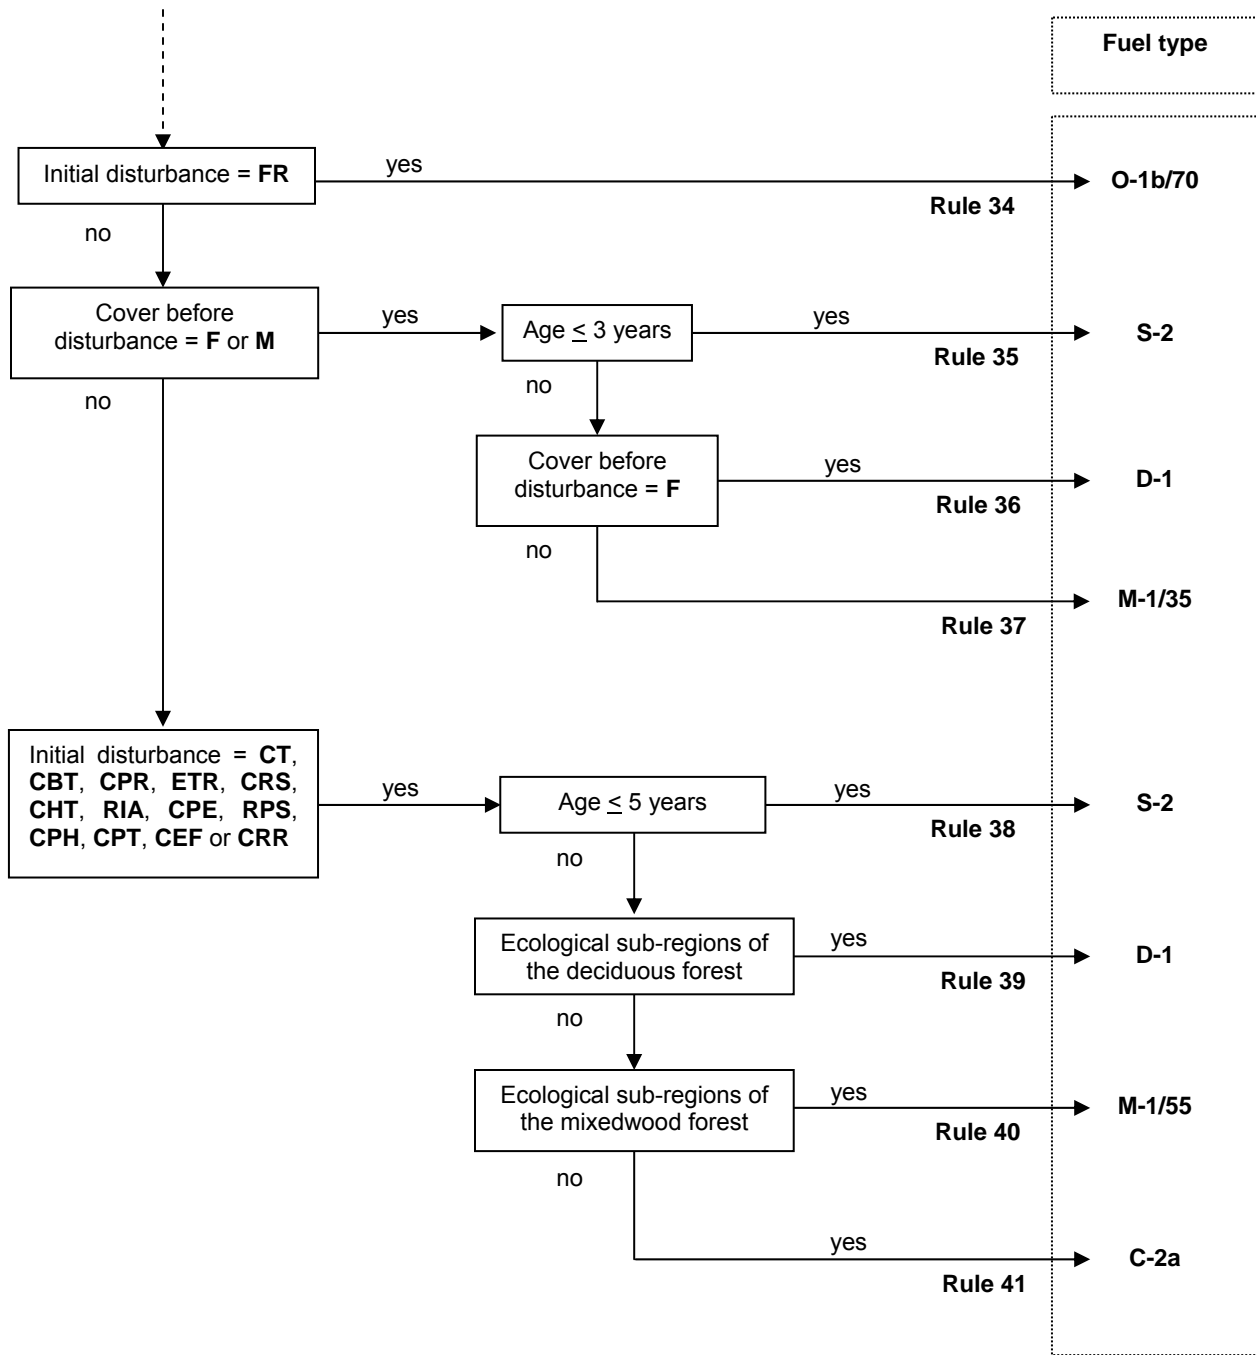 Fuel type
Initial disturbance = FR
yes
Rule 34
O-1b/70
no
Cover before
disturbance = F or M
yes
Age ≤ 3 years
yes
Rule 35
S-2
no
no
Cover before
disturbance = F
yes
Rule 36
D-1
no
Rule 37
M-1/35
Initial disturbance = CT,
CBT, CPR, ETR, CRS,
CHT, RIA, CPE, RPS,
CPH, CPT, CEF or CRR
yes
Age ≤ 5 years
yes
Rule 38
S-2
no
Ecological sub-regions of
the deciduous forest
yes
Rule 39
D-1
no
Ecological sub-regions of
the mixedwood forest
yes
Rule 40
M-1/55
no
yes
Rule 41
C-2a